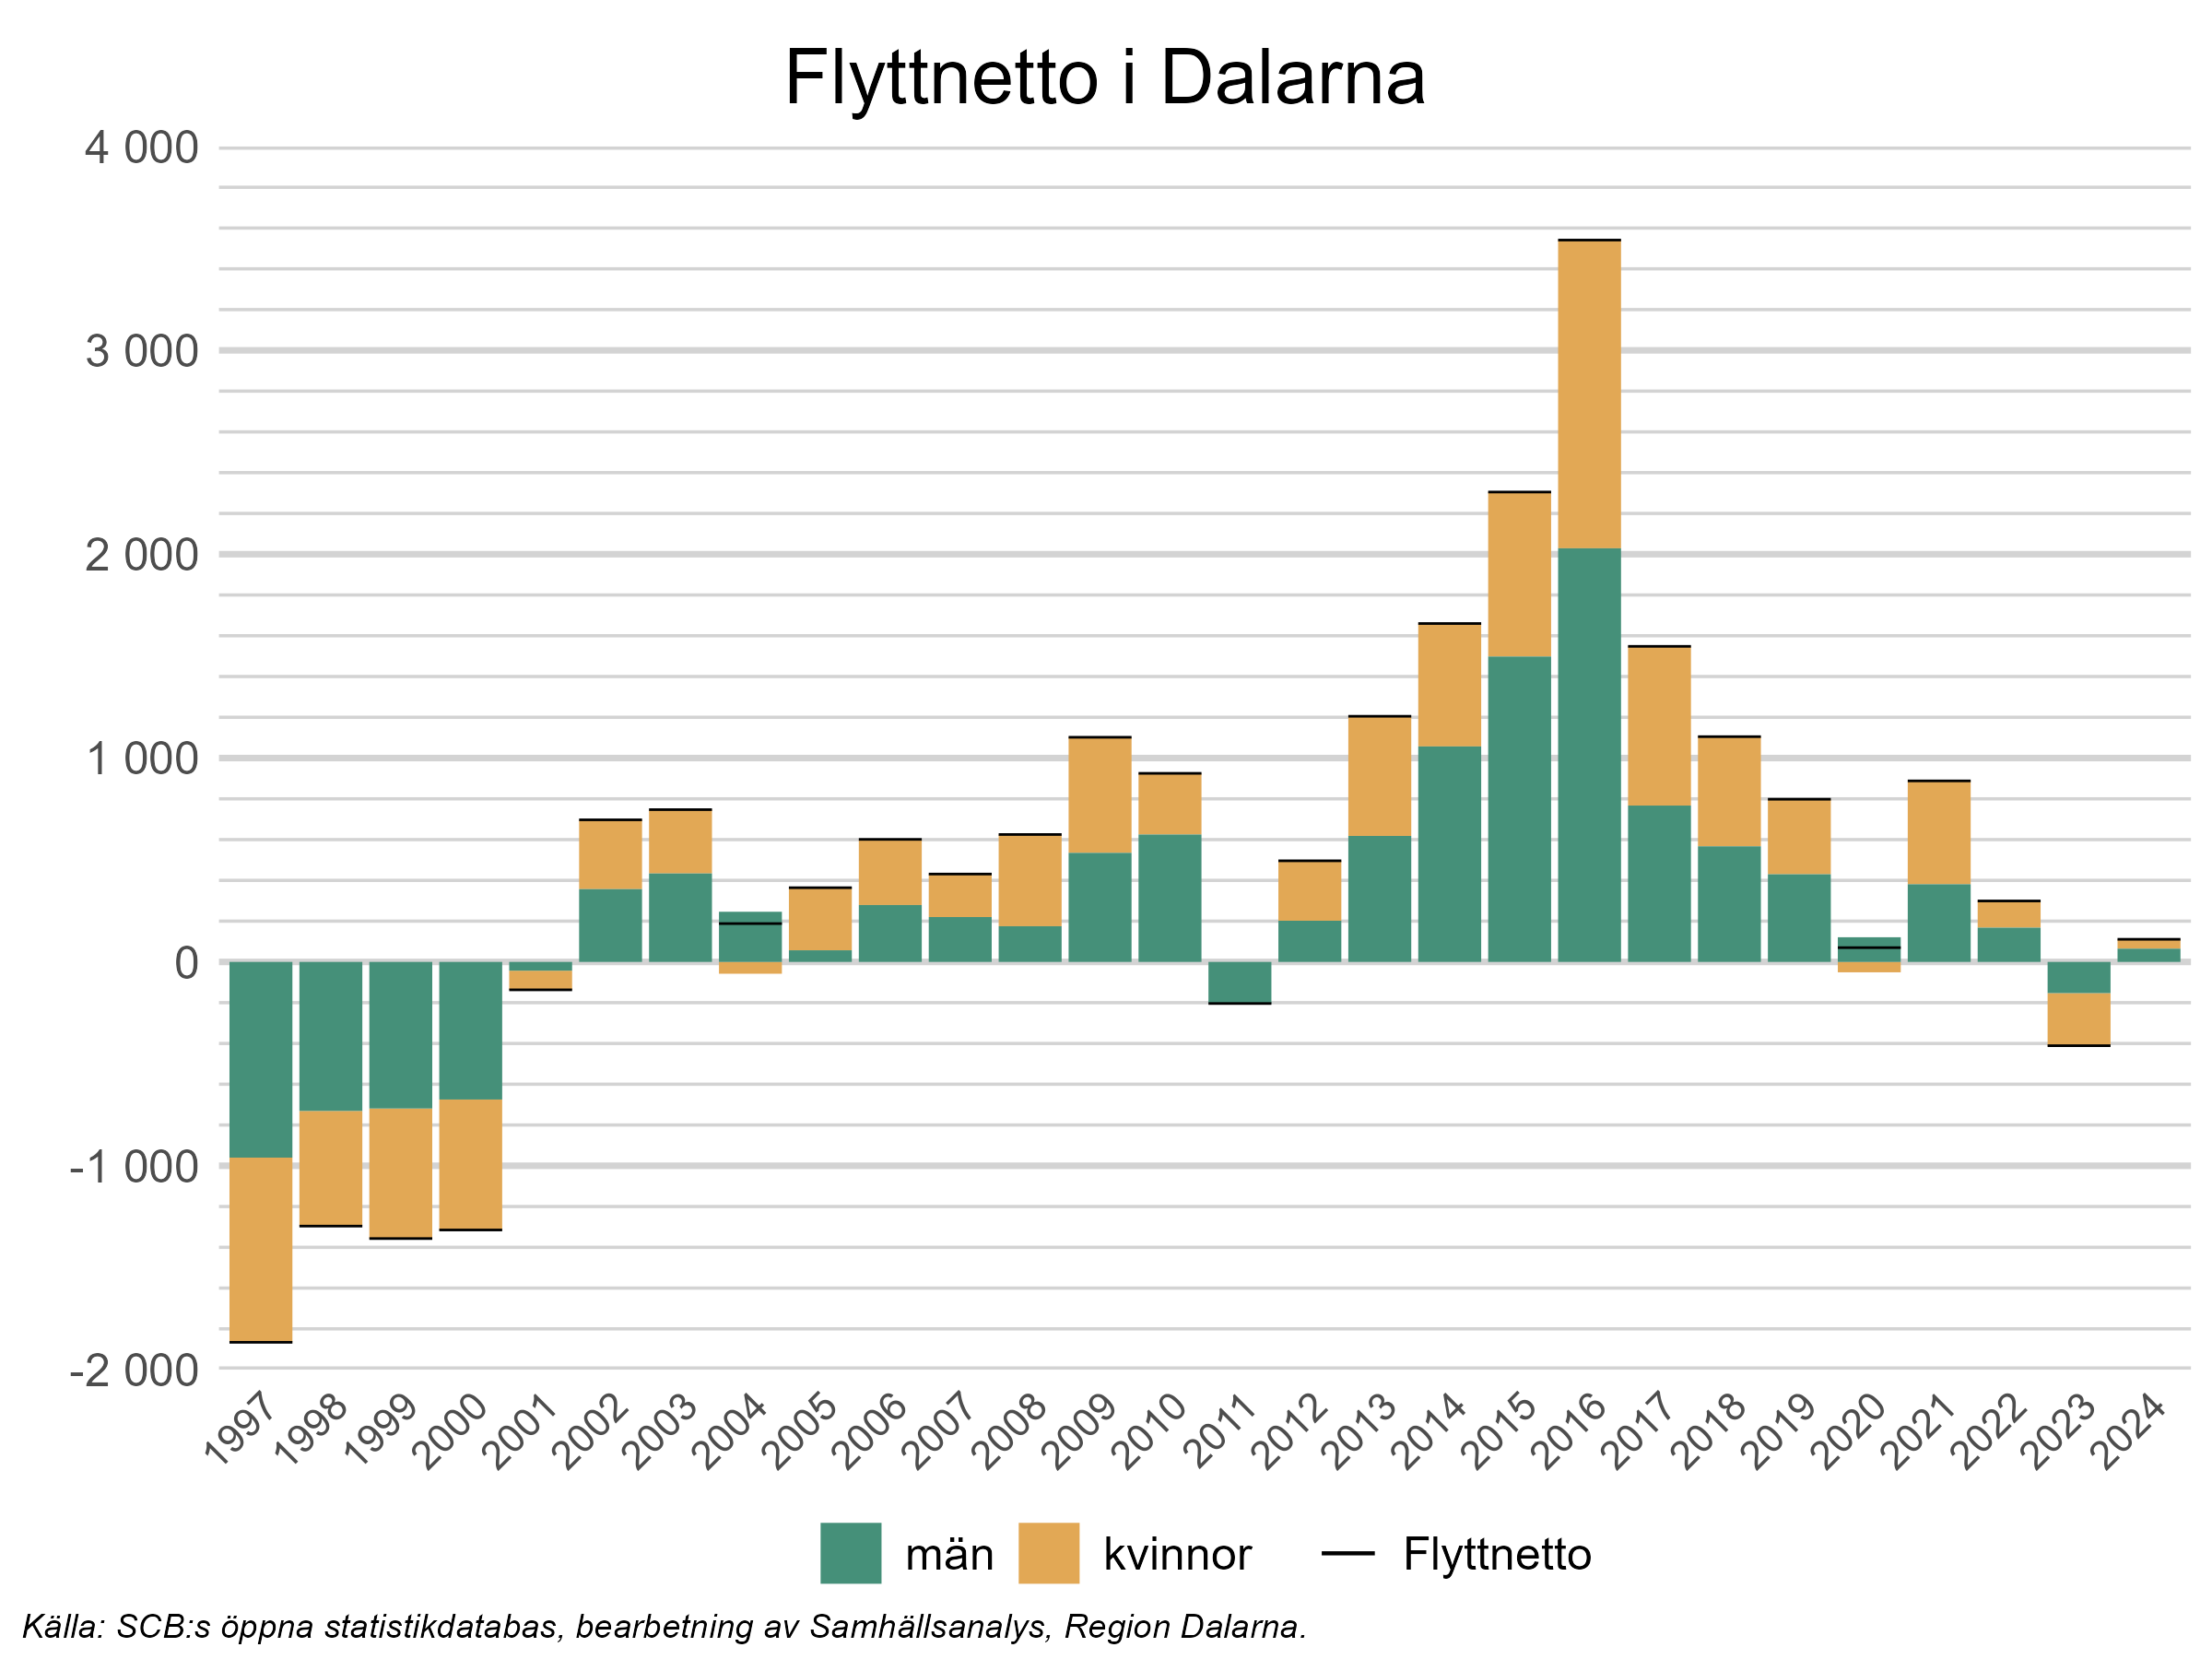 Flyttnetto i Dalarna
4 000
3 000
2 000
1 000
0
-1 000
-2 000
1997 1998 1999 2000 2001 2002 2003 2004 2005 2006 2007 2008 2009 2010 2011 2012 2013 2014 2015 2016 2017 2018 2019 2020 2021 2022 2023 2024
män kvinnor Flyttnetto
Källa: SCB:s öppna statistikdatabas, bearbetning av Samhällsanalys, Region Dalarna.